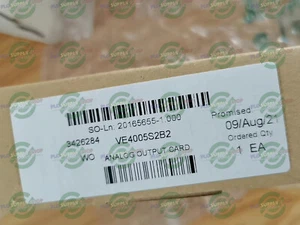 SO-Ln: 20165655-1.000
3426284 VE4005S2B2
WO ANALOG OUTPUT CARD
Promised
09/Aug/2
Ordered Qty
1 EA